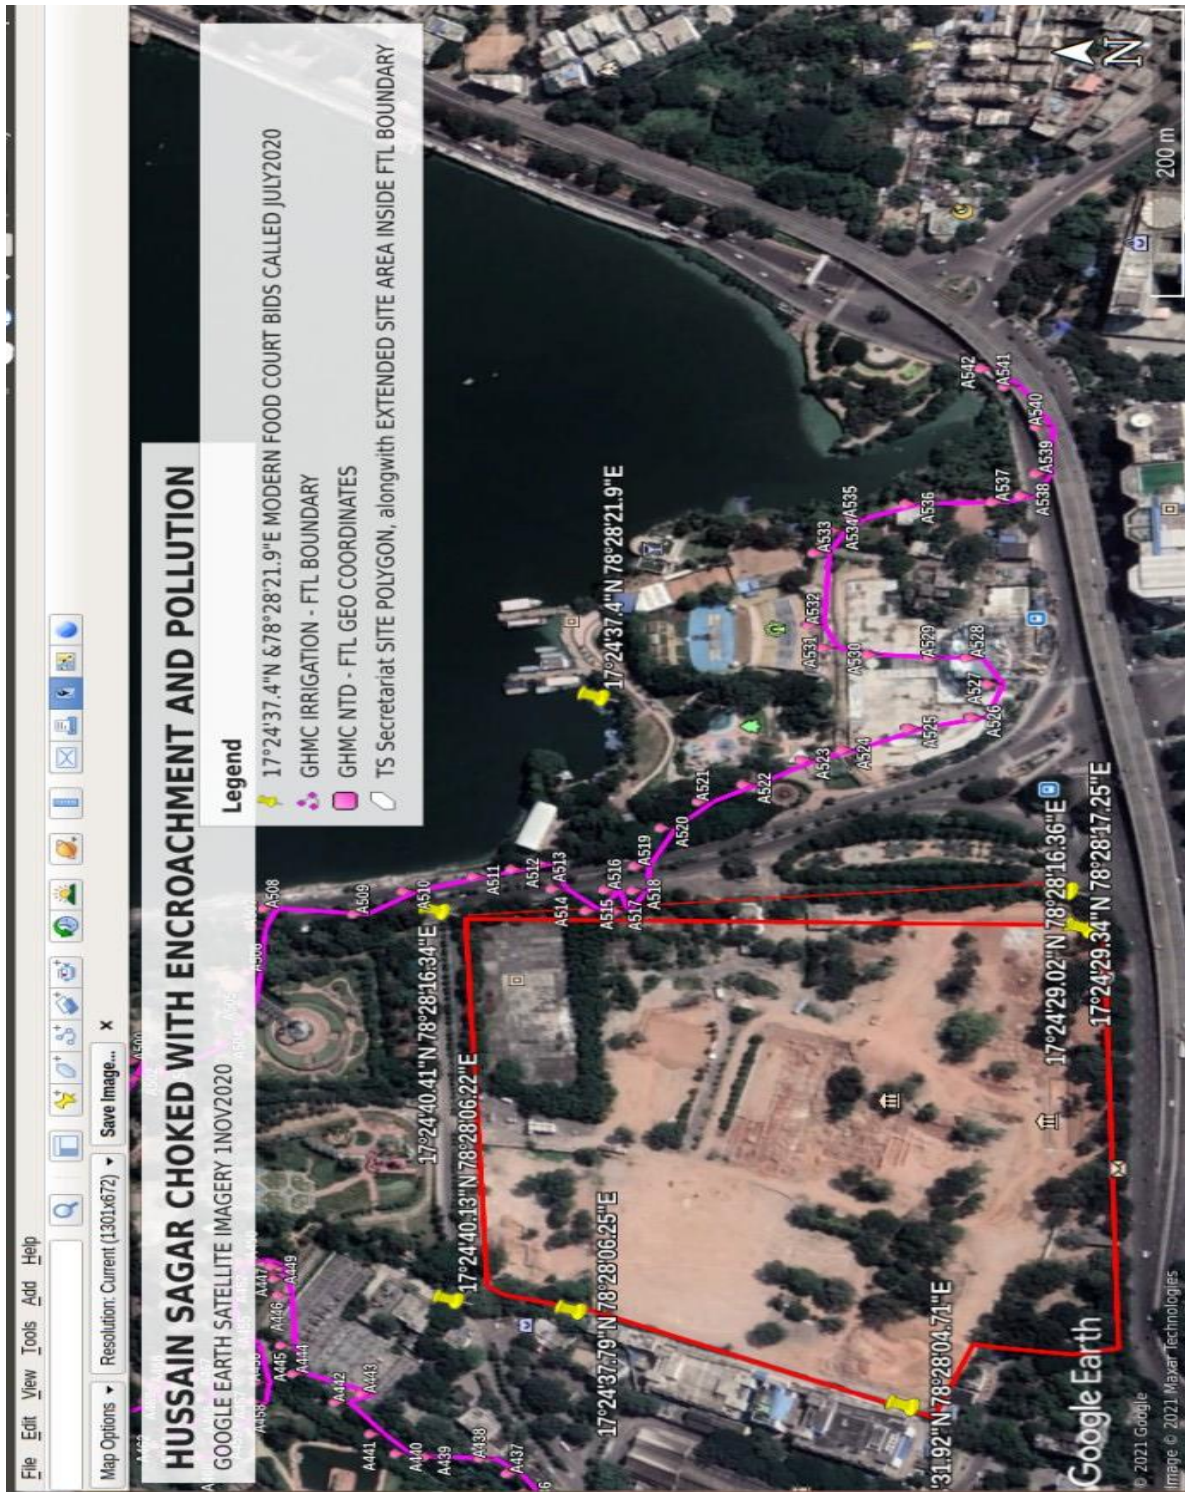 File Edit View Tools Add Help
Map Options ▾ Resolution: Current (1301x672) ▾ Save Image... X
HUSSAIN SAGAR CHOKED WITH ENCROACHMENT AND POLLUTION
GOOGLE EARTH SATELLITE IMAGERY 1NOV2020
Legend
17°24'37.4"N &78°28'21.9"E MODERN FOOD COURT BIDS CALLED JULY2020
GHMC IRRIGATION - FTL BOUNDARY
GHMC NTD - FTL GEO COORDINATES
TS Secretariat SITE POLYGON, alongwith EXTENDED SITE AREA INSIDE FTL BOUNDARY
A506
A508
A509
A510
A511
A512
A513
A514
A515
A516
A517
A518
A519
A520
A521
A522
A523
A524
A525
A526
A527
A528
A529
A530
A531
A532
A533
A534
A535
A536
A537
A538
A539
A540
A541
A542
A449
A447
A446
A445
A444
A443
A442
A441
A440
A439
A438
A437
17°24'37.4"N 78°28'21.9"E
17°24'40.41"N 78°28'16.34"E
17°24'40.13"N 78°28'06.22"E
17°24'37.79"N 78°28'06.25"E
'31.92"N 78°28'04.71"E
17°24'29.02"N 78°28'16.36"E
17°24'29.34"N 78°28'17.25"E
Google Earth
© 2021 Google
Image © 2021 Maxar Technologies
200 m
N